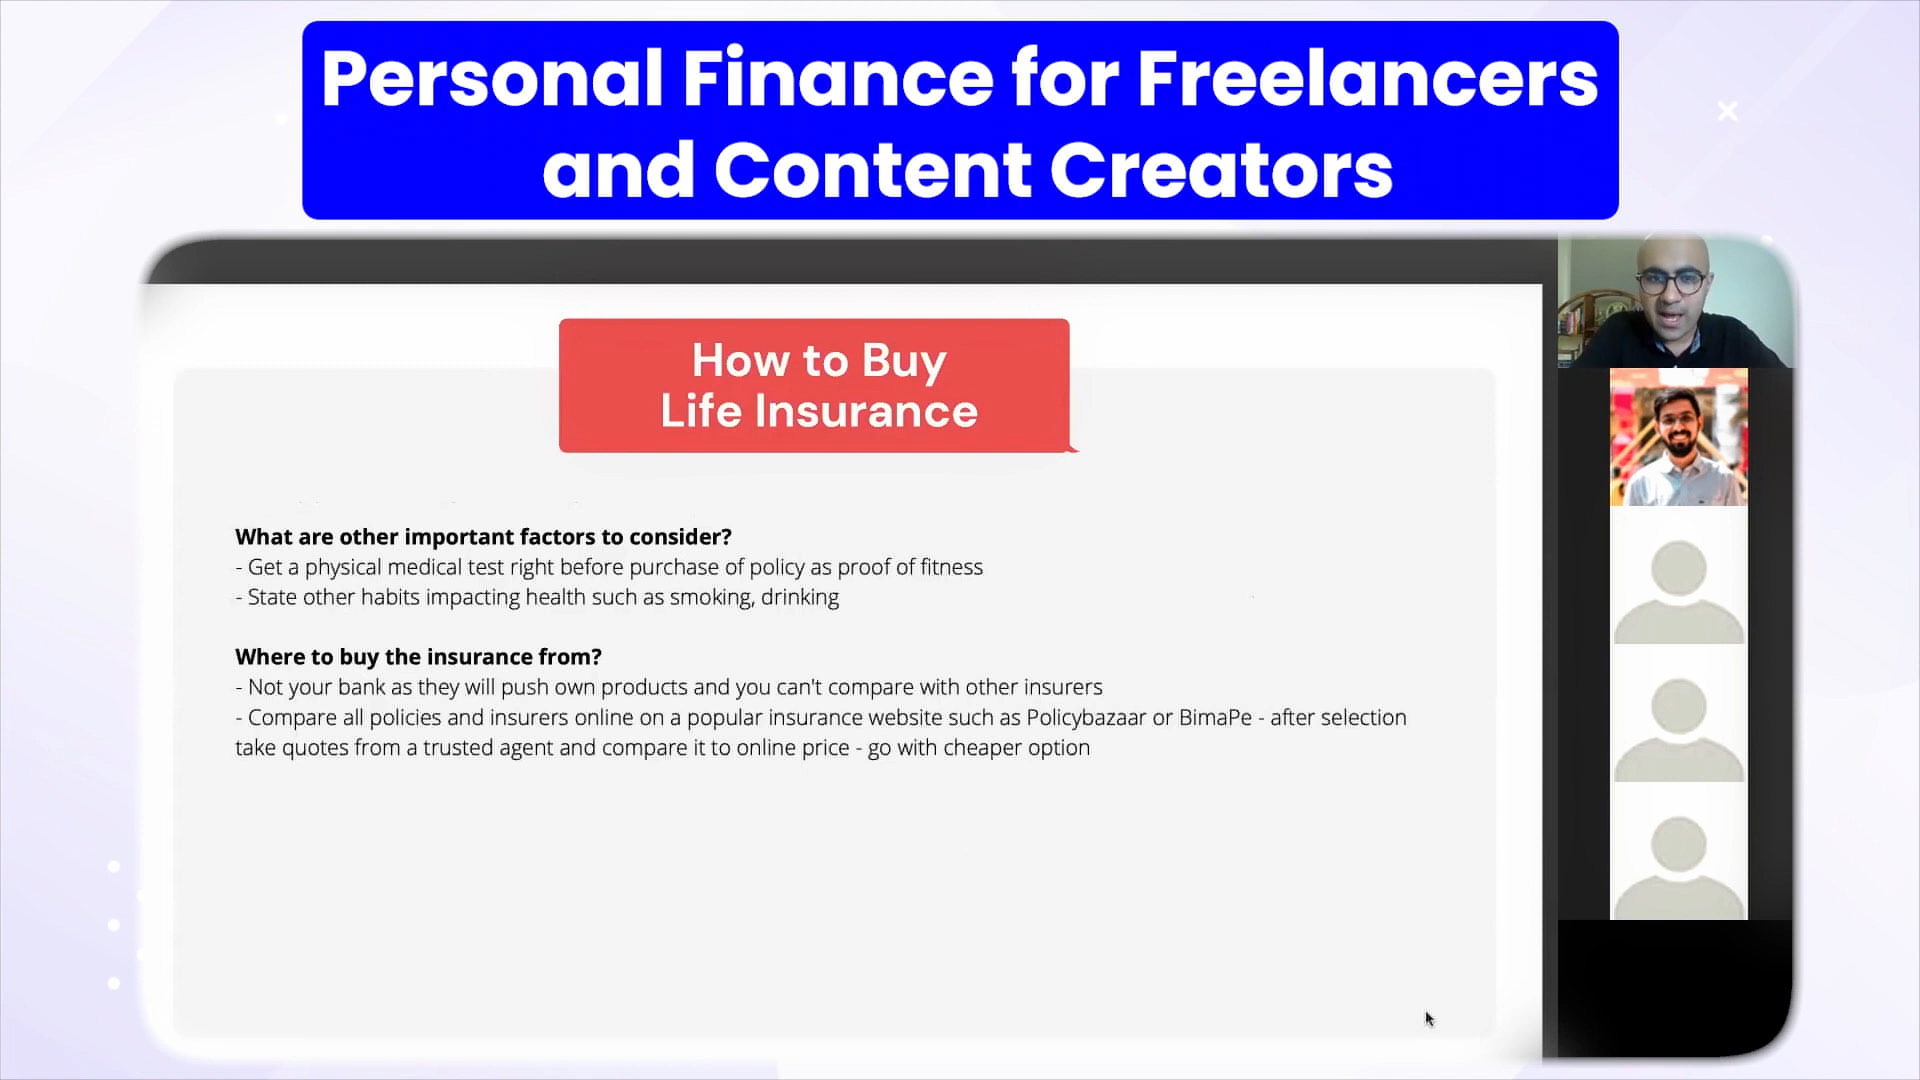 Personal Finance for Freelancers
and Content Creators
How to Buy
Life Insurance
What are other important factors to consider?
- Get a physical medical test right before purchase of policy as proof of fitness
- State other habits impacting health such as smoking, drinking
Where to buy the insurance from?
- Not your bank as they will push own products and you can't compare with other insurers
- Compare all policies and insurers online on a popular insurance website such as Policybazaar or BimaPe - after selection
take quotes from a trusted agent and compare it to online price - go with cheaper option